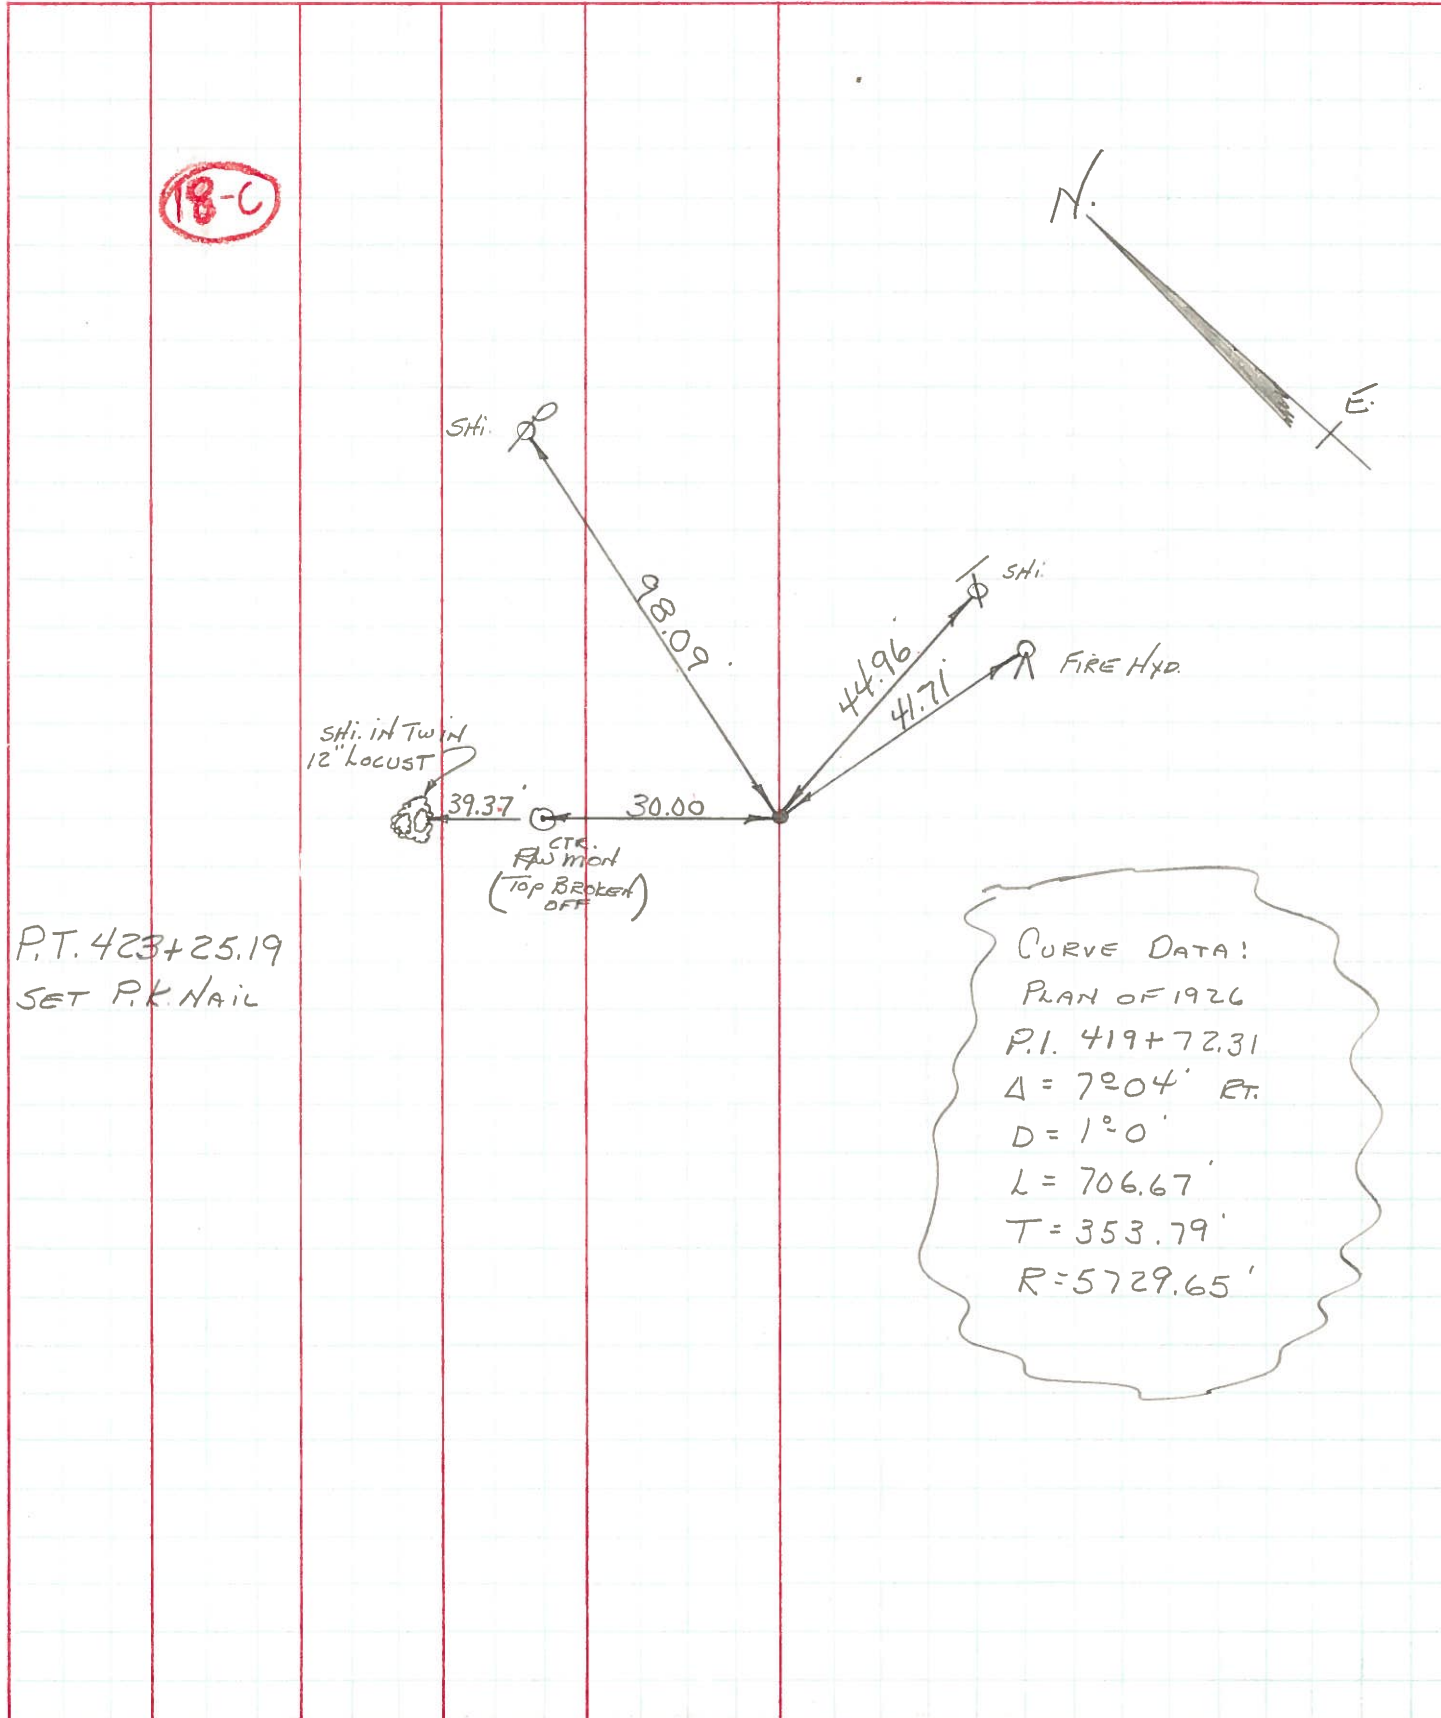 18-C
N.
E.
SHi.
98.09'
SHi.
44.96'
41.71'
FIRE HYD.
SHi. IN TWIN
12" LOCUST
39.37'
30.00
CTR.
R/W MON
(TOP BROKEN
OFF)
P.T. 423+25.19
SET P.K. NAIL
CURVE DATA:
PLAN OF 1926
P.I. 419+72.31
Δ = 7°04' RT.
D = 1°0'
L = 706.67'
T = 353.79'
R = 5729.65'